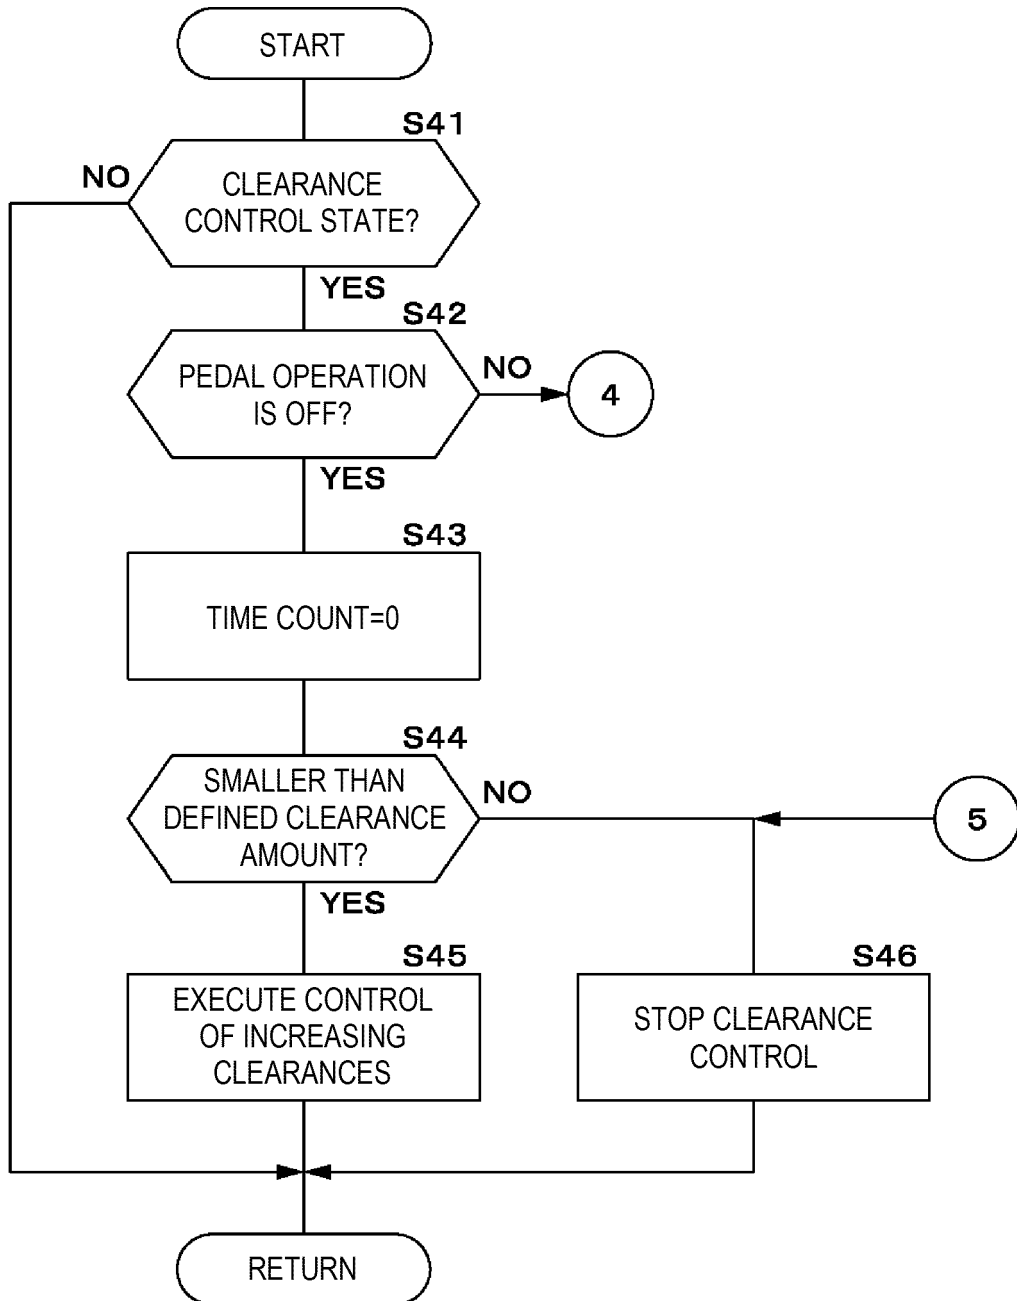 START
S41
NO
CLEARANCE
CONTROL STATE?
YES
S42
PEDAL OPERATION
IS OFF?
NO
4
YES
S43
TIME COUNT=0
S44
SMALLER THAN
DEFINED CLEARANCE
AMOUNT?
NO
5
YES
S45
EXECUTE CONTROL
OF INCREASING
CLEARANCES
S46
STOP CLEARANCE
CONTROL
RETURN